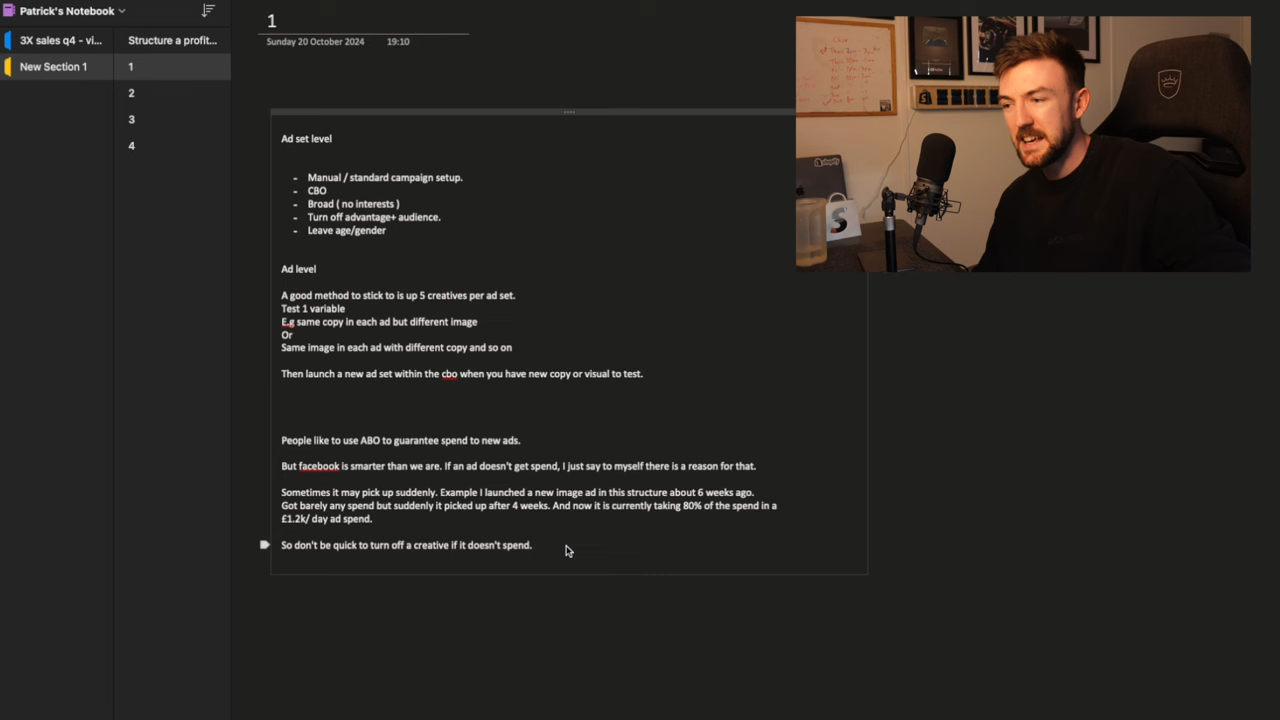 Patrick's Notebook
3X sales q4 - vi...
New Section 1
Structure a profit...
1
2
3
4
1
Sunday 20 October 2024 19:10
Ad set level
- Manual / standard campaign setup.
- CBO
- Broad ( no interests )
- Turn off advantage+ audience.
- Leave age/gender
Ad level
A good method to stick to is up 5 creatives per ad set.
Test 1 variable
E.g same copy in each ad but different image
Or
Same image in each ad with different copy and so on
Then launch a new ad set within the cbo when you have new copy or visual to test.
People like to use ABO to guarantee spend to new ads.
But facebook is smarter than we are. If an ad doesn't get spend, I just say to myself there is a reason for that.
Sometimes it may pick up suddenly. Example I launched a new image ad in this structure about 6 weeks ago.
Got barely any spend but suddenly it picked up after 4 weeks. And now it is currently taking 80% of the spend in a
£1.2k/ day ad spend.
So don't be quick to turn off a creative if it doesn't spend.
shopify